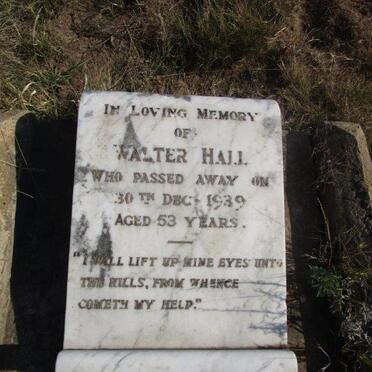 IN LOVING MEMORY
OF
WALTER HALL
WHO PASSED AWAY ON
30TH DEC· 1939
AGED 53 YEARS.
"I WILL LIFT UP MINE EYES UNTO
THE HILLS, FROM WHENCE
COMETH MY HELP."